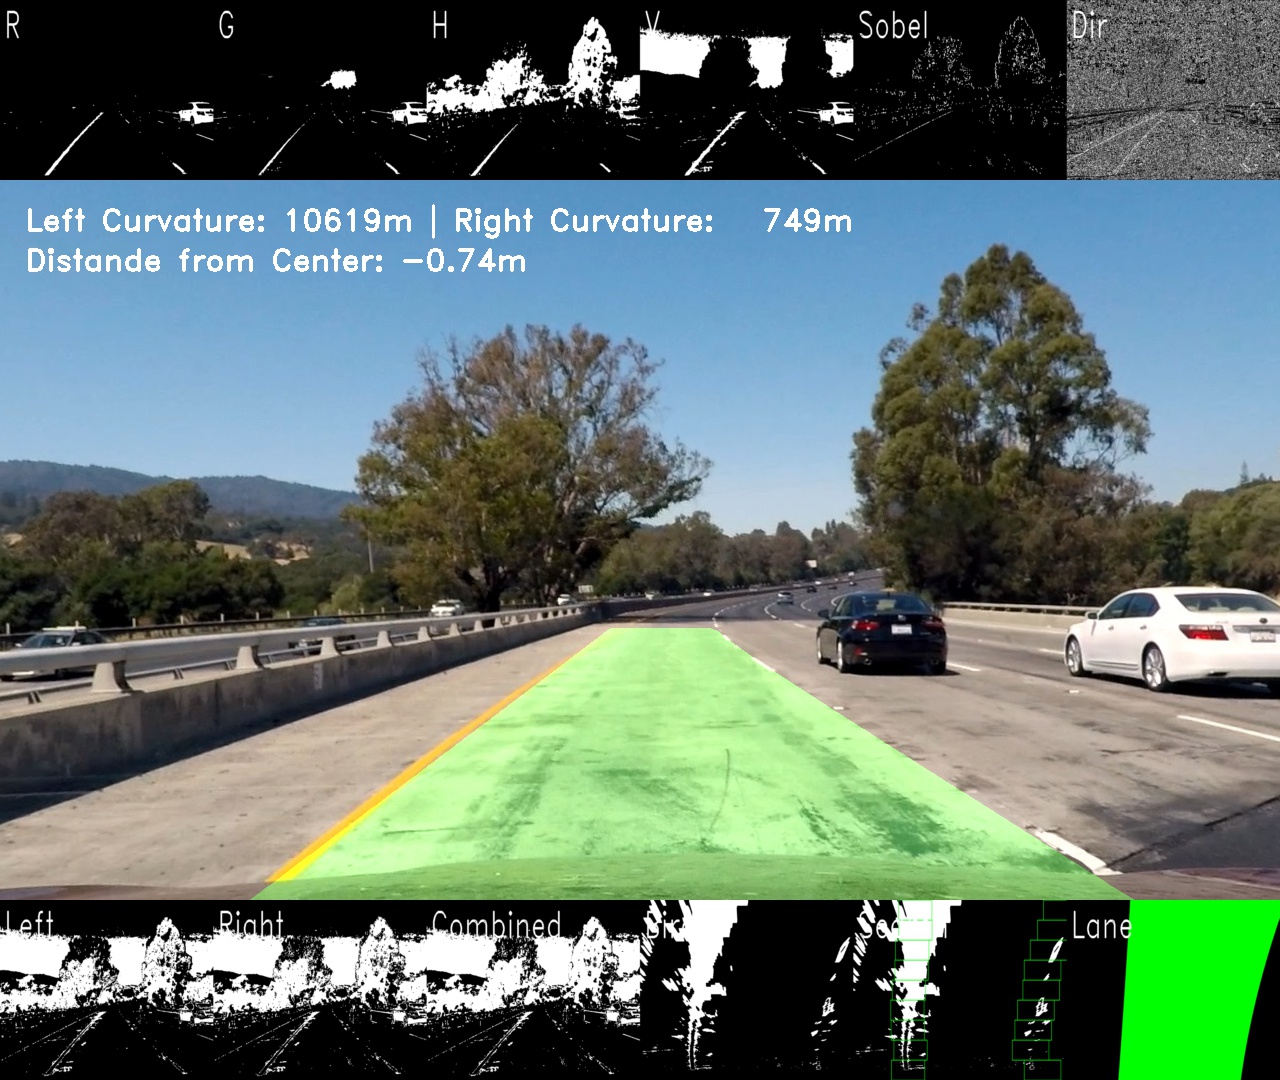 R G H V Sobel Dir
Left Curvature: 10619m | Right Curvature: 749m
Distande from Center: -0.74m
Left Right Combined Lane